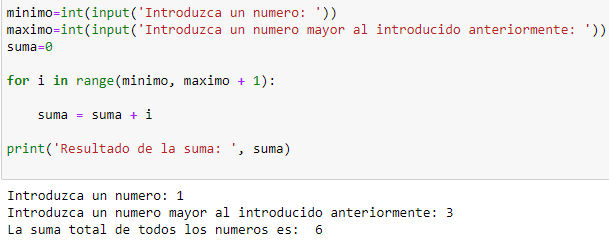 minimo=int(input('Introduzca un numero: '))
maximo=int(input('Introduzca un numero mayor al introducido anteriormente: '))
suma=0
for i in range(minimo, maximo + 1):
    suma = suma + i
print('Resultado de la suma: ', suma)
Introduzca un numero: 1
Introduzca un numero mayor al introducido anteriormente: 3
La suma total de todos los numeros es:  6